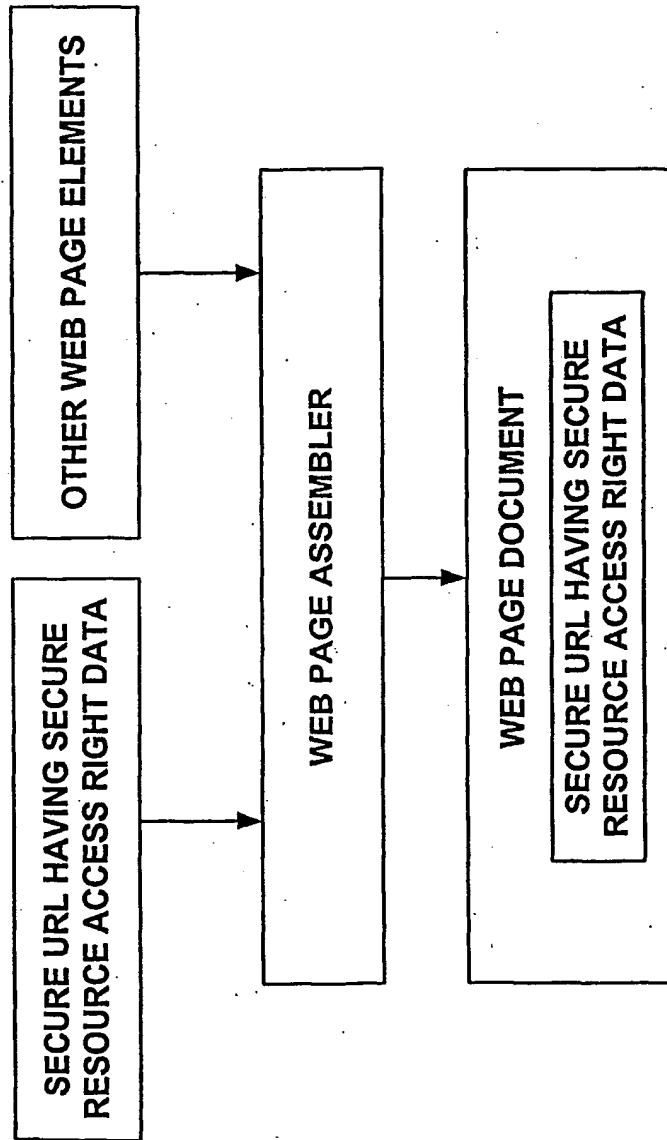 SECURE URL HAVING SECURE
RESOURCE ACCESS RIGHT DATA
OTHER WEB PAGE ELEMENTS
WEB PAGE ASSEMBLER
WEB PAGE DOCUMENT
SECURE URL HAVING SECURE
RESOURCE ACCESS RIGHT DATA